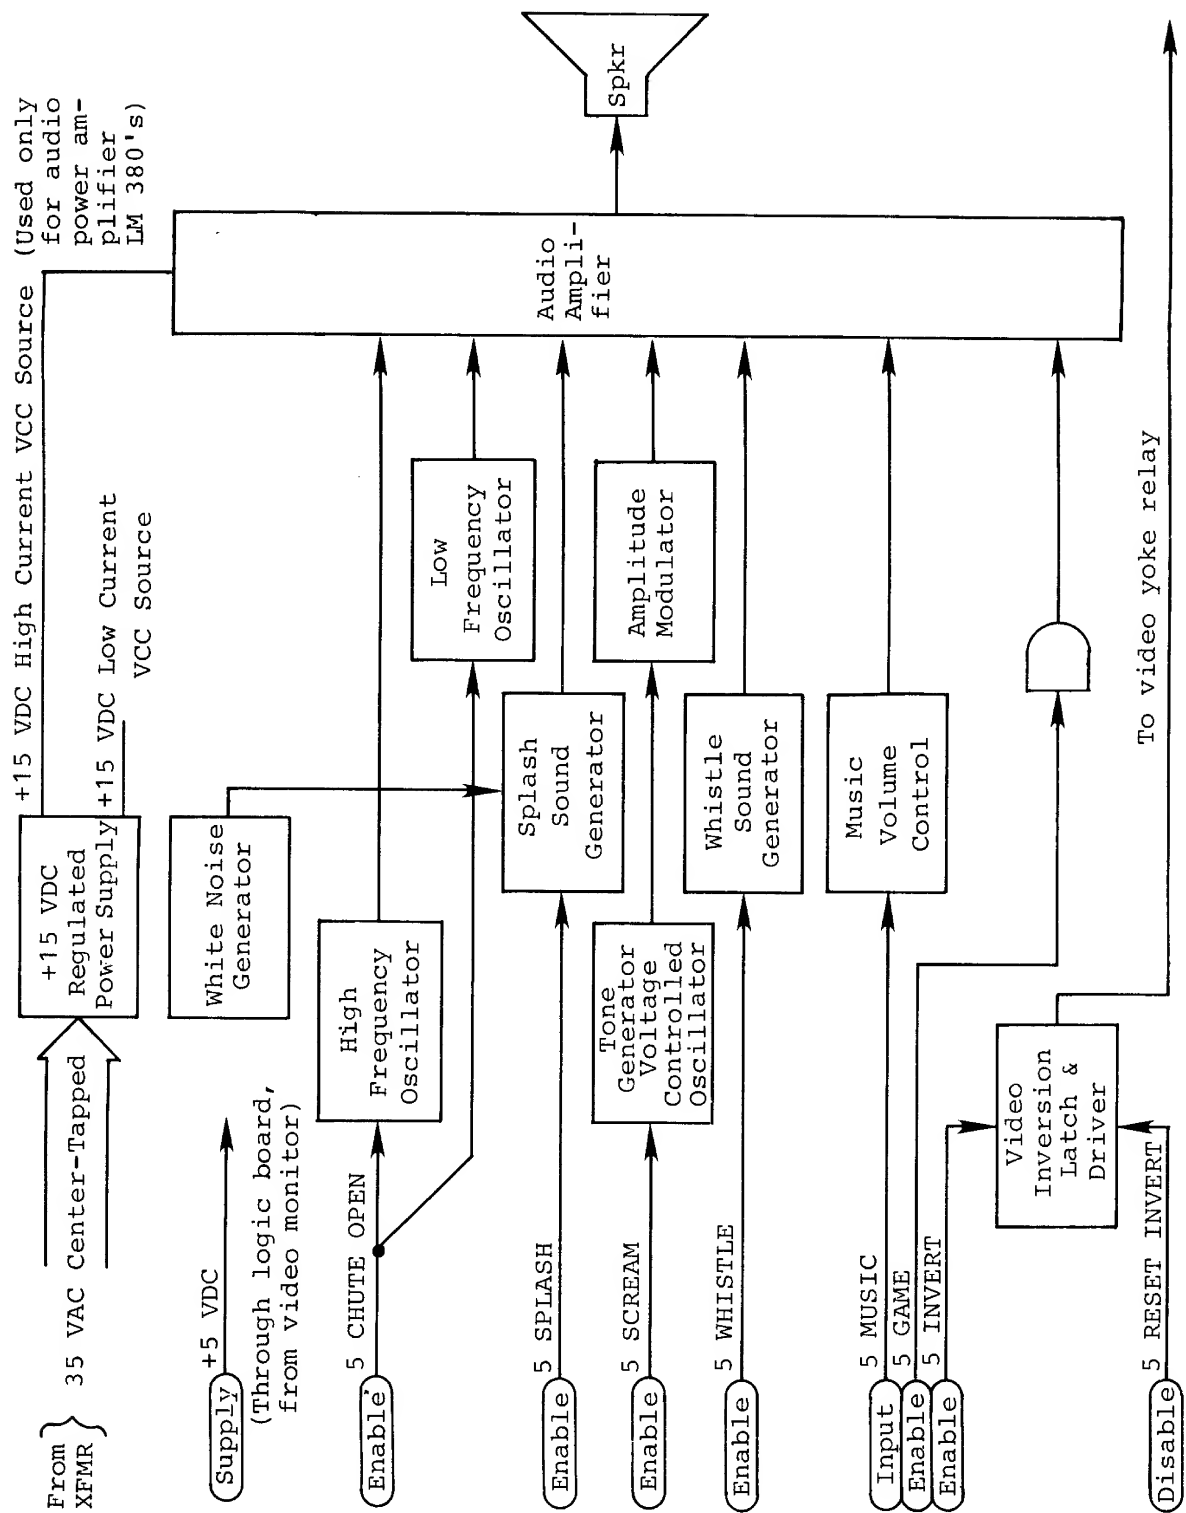 From
XFMR
35 VAC Center-Tapped
+15 VDC
Regulated
Power Supply
+15 VDC High Current VCC Source
(Used only
for audio
power am-
plifier
LM 380's)
+15 VDC Low Current
VCC Source
White Noise
Generator
Supply
+5 VDC
(Through logic board,
from video monitor)
Enable
5 CHUTE OPEN
High
Frequency
Oscillator
Low
Frequency
Oscillator
Enable
5 SPLASH
Splash
Sound
Generator
Enable
5 SCREAM
Tone
Generator
Voltage
Controlled
Oscillator
Amplitude
Modulator
Enable
5 WHISTLE
Whistle
Sound
Generator
Input
5 MUSIC
Music
Volume
Control
Enable
5 GAME
Enable
5 INVERT
Video
Inversion
Latch &
Driver
Disable
5 RESET INVERT
To video yoke relay
Audio
Ampli-
fier
Spkr